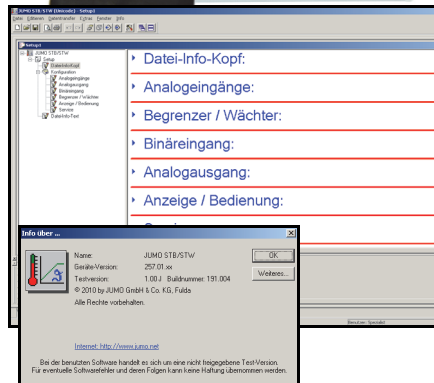 JUMO STB/STW (Unicode) - Setup1
Datei Editieren Datentransfer Extras Fenster Info
Setup1
JUMO STB/STW
Setup
Datei-Info-Kopf
Konfiguration
Analogeingänge
Analogausgang
Binäreingang
Begrenzer / Wächter
Anzeige / Bedienung
Service
Datei-Info-Text
Datei-Info-Kopf:
Analogeingänge:
Begrenzer / Wächter:
Binäreingang:
Analogausgang:
Anzeige / Bedienung:
Info über ...
Name: JUMO STB/STW
Geräte-Version: 257.01.xx
Testversion: 1.00 J Buildnummer: 191.004
© 2010 by JUMO GmbH & Co. KG, Fulda
Alle Rechte vorbehalten.
OK
Weiteres...
Internet: http://www.jumo.net
Bei der benutzten Software handelt es sich um eine nicht freigegebene Test-Version.
Für eventuelle Softwarefehler und deren Folgen kann keine Haftung übernommen werden.
Benutzer: Spezialist